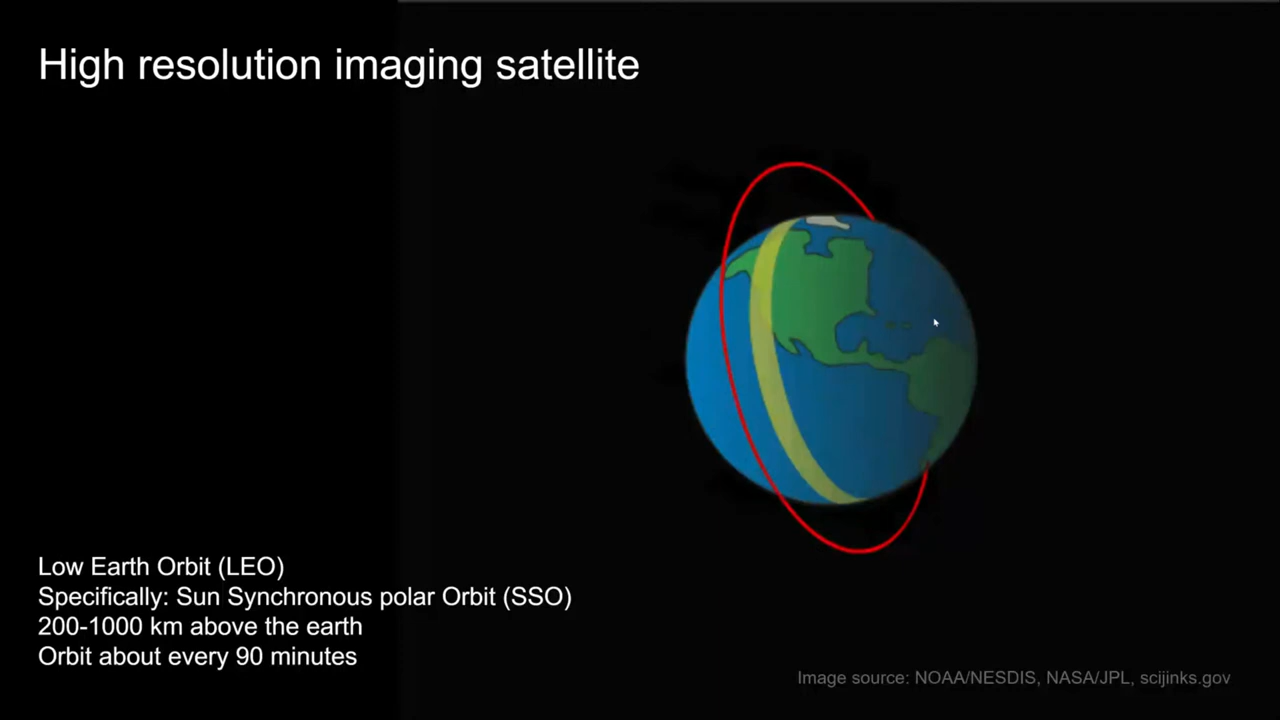 High resolution imaging satellite
Low Earth Orbit (LEO)
Specifically: Sun Synchronous polar Orbit (SSO)
200-1000 km above the earth
Orbit about every 90 minutes
Image source: NOAA/NESDIS, NASA/JPL, scijinks.gov